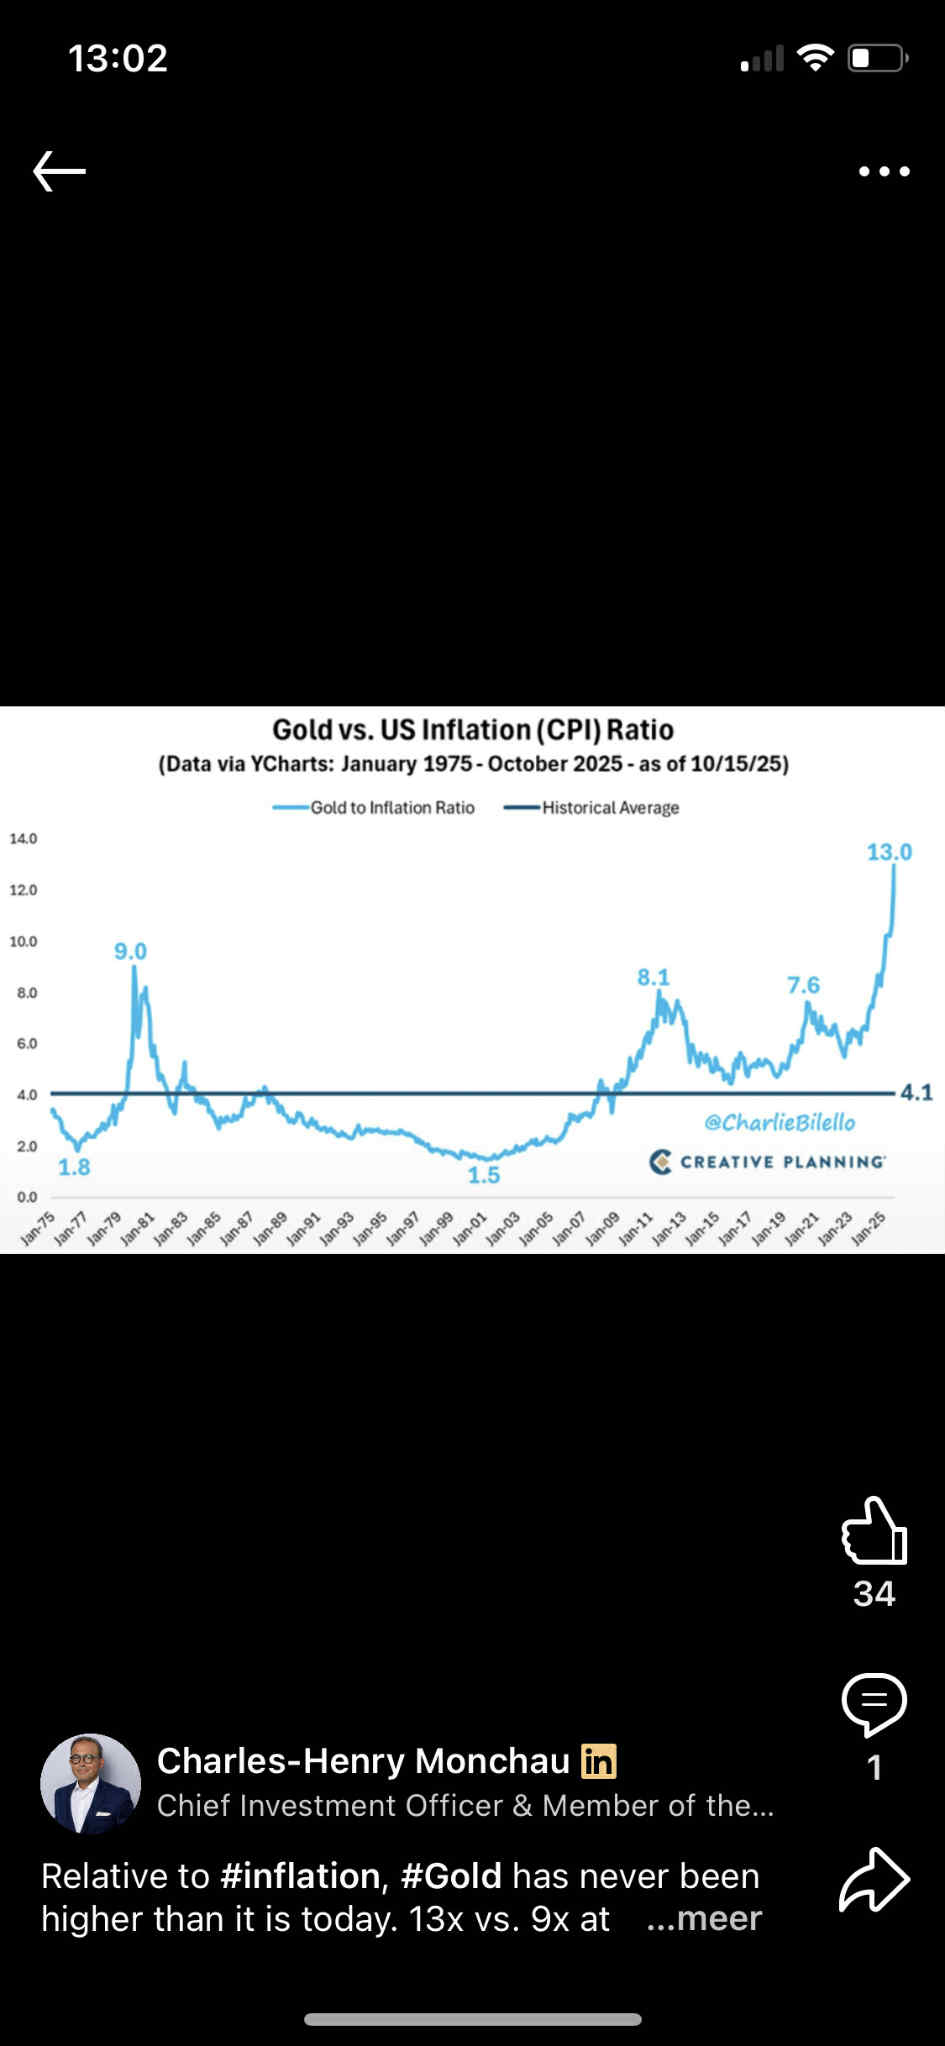 13:02
Gold vs. US Inflation (CPI) Ratio
(Data via YCharts: January 1975 - October 2025 - as of 10/15/25)
Gold to Inflation Ratio
Historical Average
14.0
12.0
10.0
8.0
6.0
4.0
2.0
0.0
13.0
9.0
8.1
7.6
4.1
1.8
1.5
@CharlieBilello
CREATIVE PLANNING
Jan-75
Jan-77
Jan-79
Jan-81
Jan-83
Jan-85
Jan-87
Jan-89
Jan-91
Jan-93
Jan-95
Jan-97
Jan-99
Jan-01
Jan-03
Jan-05
Jan-07
Jan-09
Jan-11
Jan-13
Jan-15
Jan-17
Jan-19
Jan-21
Jan-23
Jan-25
34
1
Charles-Henry Monchau in
Chief Investment Officer & Member of the...
Relative to #inflation, #Gold has never been
higher than it is today. 13x vs. 9x at ...meer